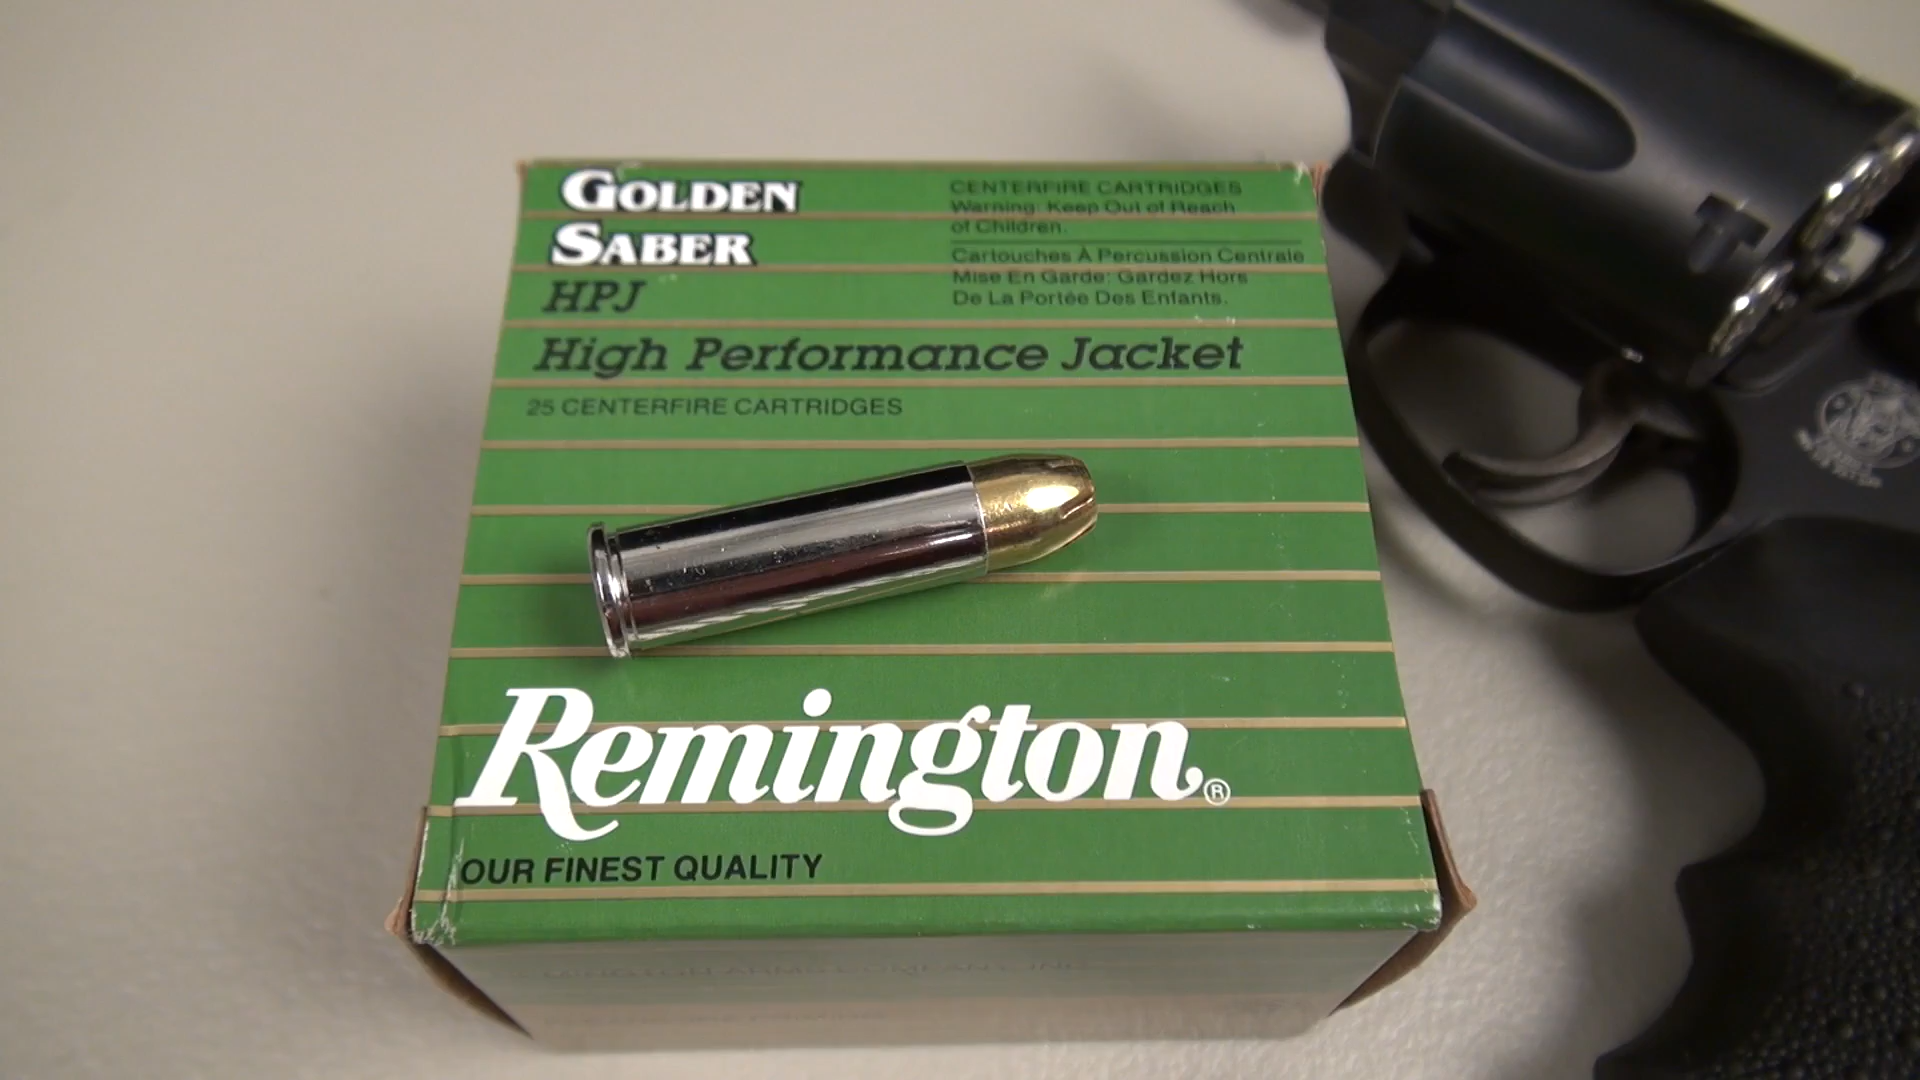 GOLDEN
SABER
HPJ
High Performance Jacket
25 CENTERFIRE CARTRIDGES
CENTERFIRE CARTRIDGES
Warning: Keep Out of Reach
of Children.
Cartouches À Percussion Centrale
Mise En Garde: Gardez Hors
De La Portée Des Enfants.
Remington®
OUR FINEST QUALITY